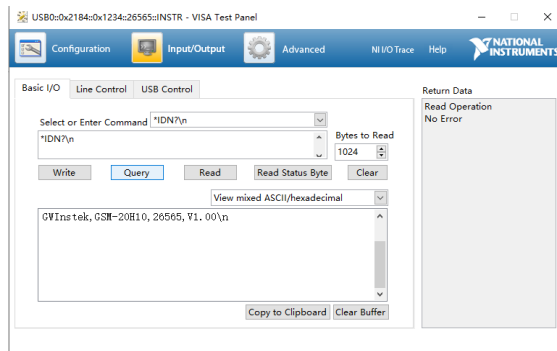 USB0::0x2184::0x1234::26565::INSTR - VISA Test Panel
Configuration
Input/Output
Advanced
NI I/O Trace
Help
NATIONAL
INSTRUMENTS
Basic I/O
Line Control
USB Control
Return Data
Read Operation
No Error
Select or Enter Command
*IDN?\n
*IDN?\n
Bytes to Read
1024
Write
Query
Read
Read Status Byte
Clear
View mixed ASCII/hexadecimal
GWInstek,GSM-20H10,26565,V1.00\n
Copy to Clipboard
Clear Buffer